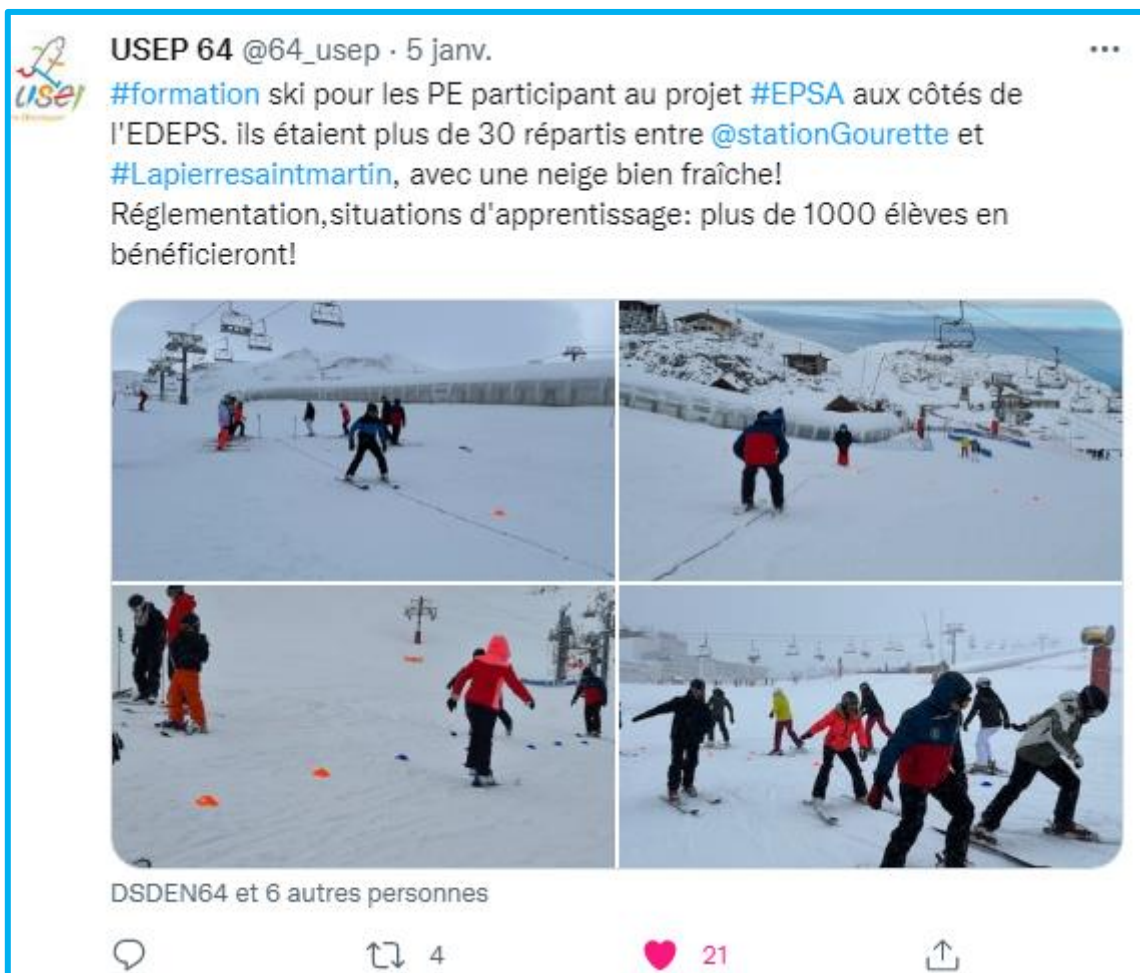 USEP 64 @64_usep · 5 janv.
usep
#formation ski pour les PE participant au projet #EPSA aux côtés de
l'EDEPS. ils étaient plus de 30 répartis entre @stationGourette et
#Lapierresaintmartin, avec une neige bien fraîche!
Réglementation,situations d'apprentissage: plus de 1000 élèves en
bénéficieront!
DSDEN64 et 6 autres personnes
4
21